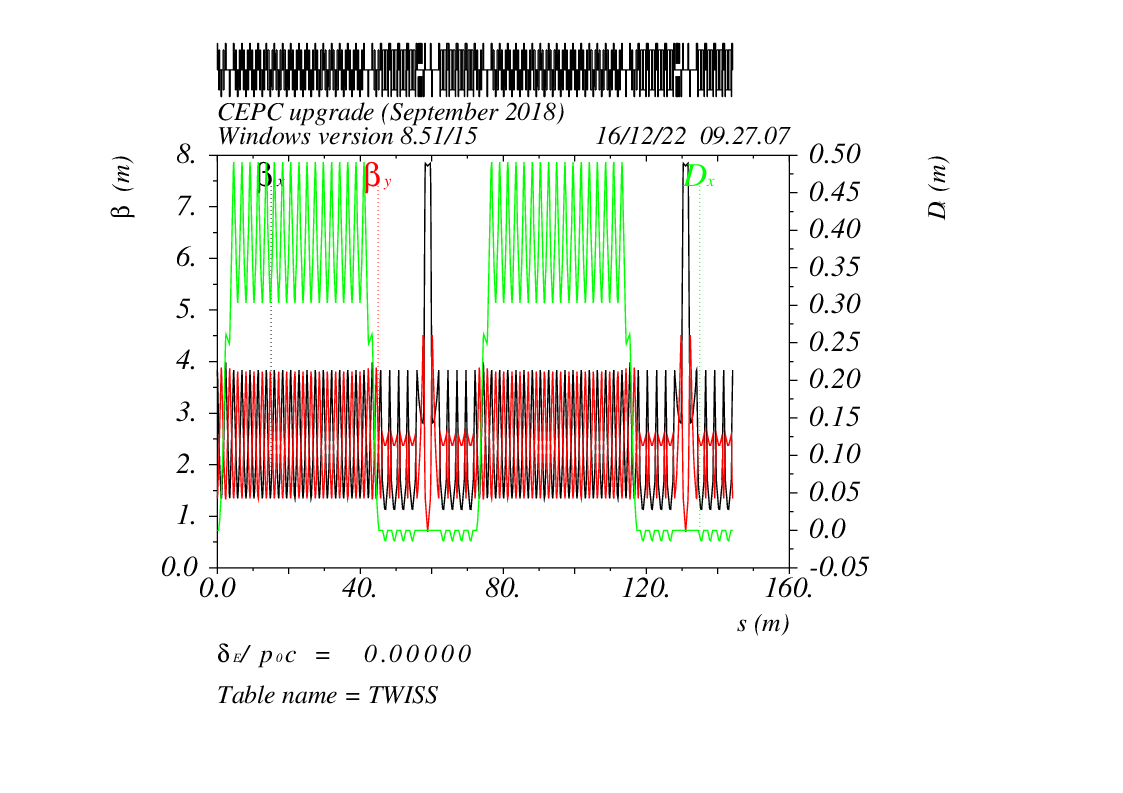 CEPC upgrade (September 2018)
Windows version 8.51/15 16/12/22 09.27.07
β (m)
8.
7.
6.
5.
4.
3.
2.
1.
0.0
βx
βy
Dx
0.50
0.45
0.40
0.35
0.30
0.25
0.20
0.15
0.10
0.05
0.0
-0.05
Dx (m)
0.0 40. 80. 120. 160.
s (m)
δE/ p0c = 0.00000
Table name = TWISS